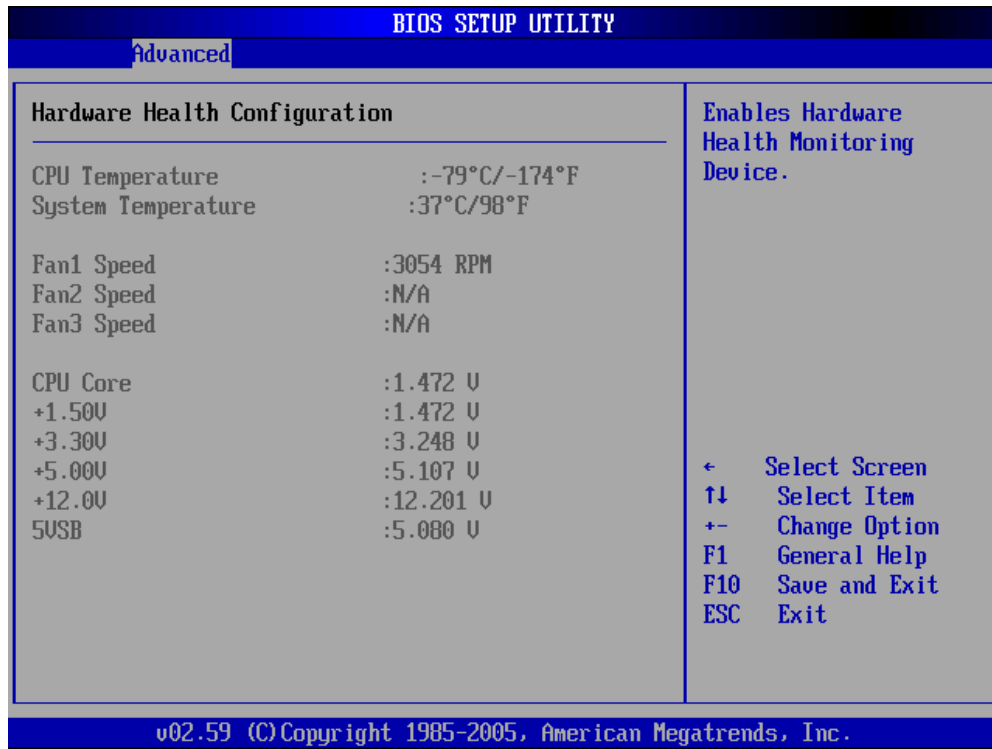 BIOS SETUP UTILITY
Advanced
Hardware Health Configuration
CPU Temperature :-79°C/-174°F
System Temperature :37°C/98°F
Fan1 Speed :3054 RPM
Fan2 Speed :N/A
Fan3 Speed :N/A
CPU Core :1.472 V
+1.50V :1.472 V
+3.30V :3.248 V
+5.00V :5.107 V
+12.0V :12.201 V
5VSB :5.080 V
Enables Hardware
Health Monitoring
Device.
← Select Screen
↑↓ Select Item
+- Change Option
F1 General Help
F10 Save and Exit
ESC Exit
v02.59 (C)Copyright 1985-2005, American Megatrends, Inc.